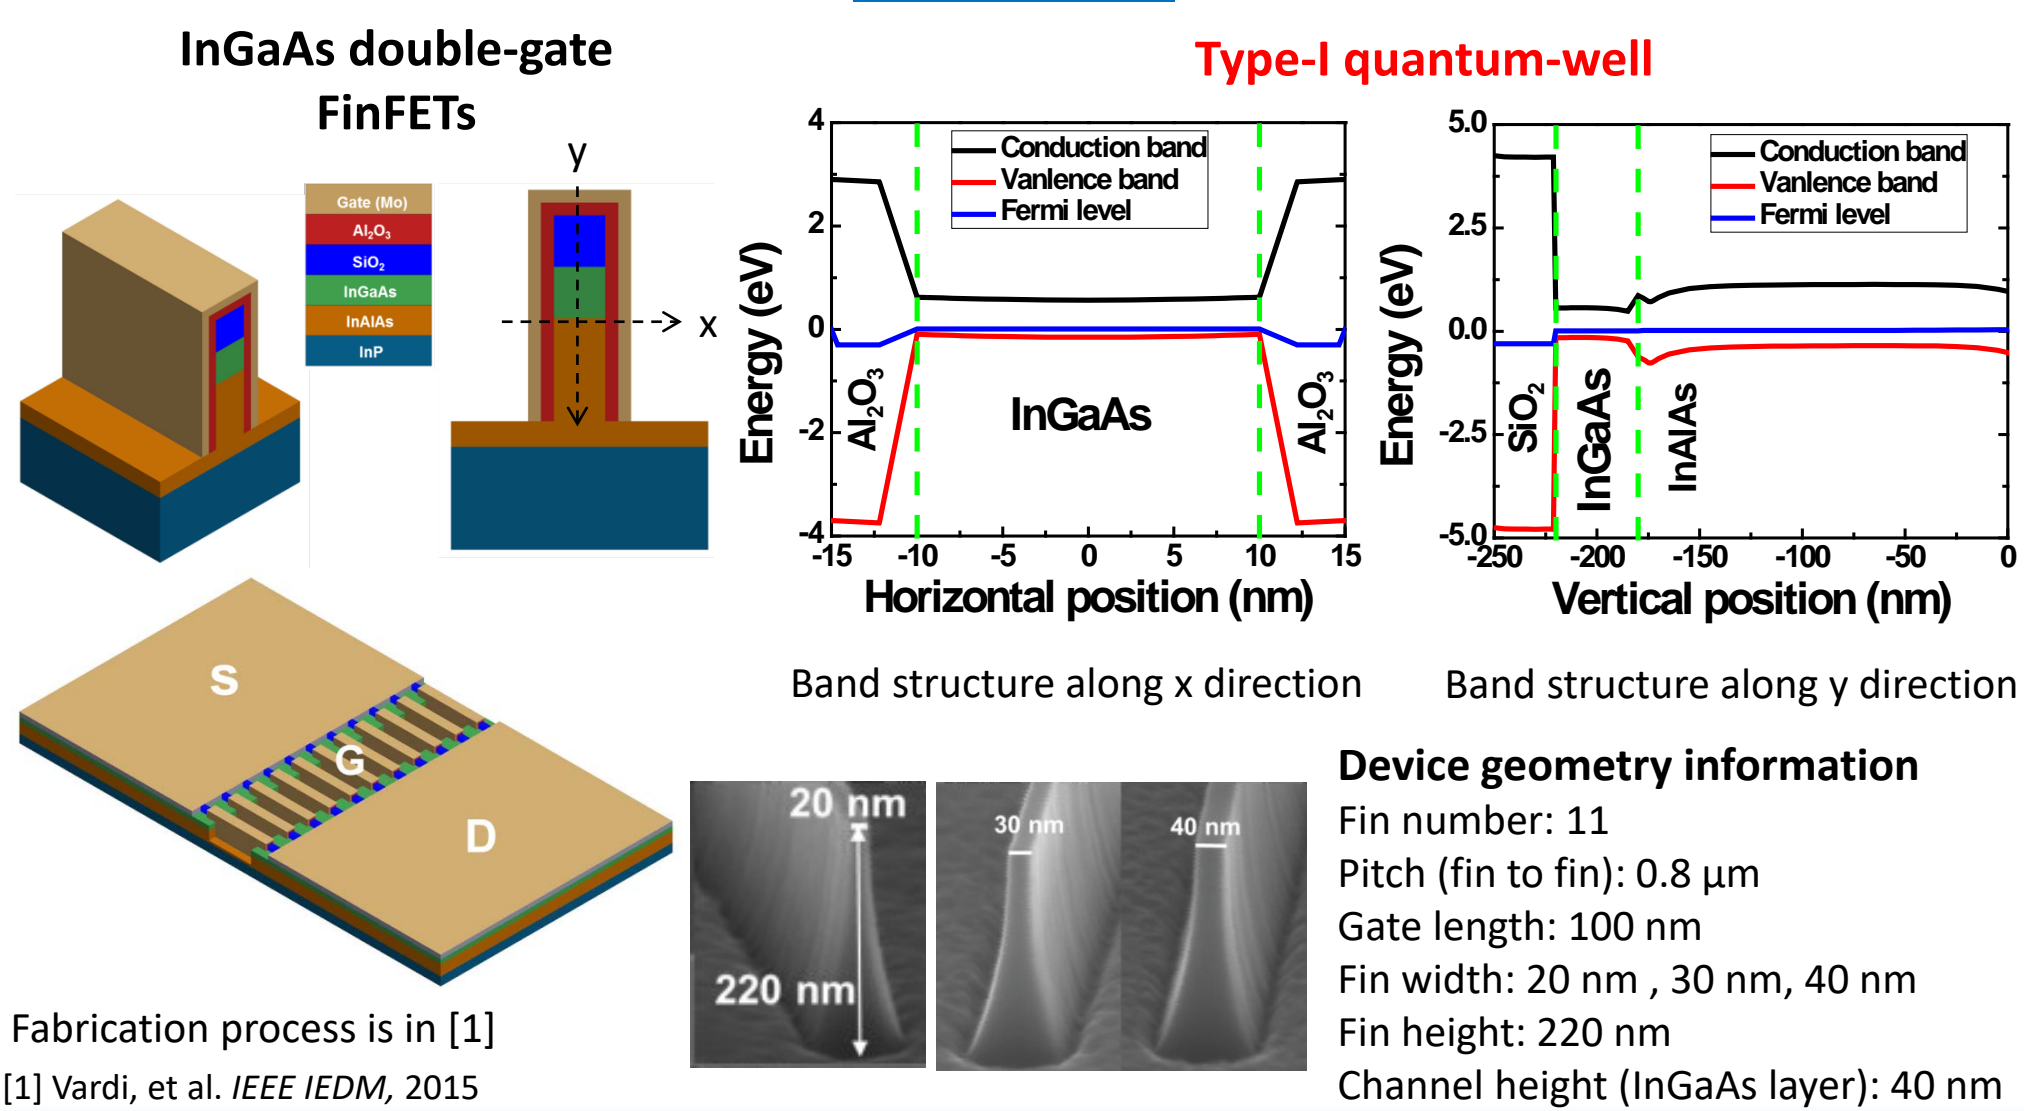 InGaAs double-gate
FinFETs
Type-I quantum-well
y
x
Gate (Mo)
Al₂O₃
SiO₂
InGaAs
InAlAs
InP
Conduction band
Vanlence band
Fermi level
4
2
0
-2
-4
Energy (eV)
Al₂O₃
InGaAs
Al₂O₃
-15 -10 -5 0 5 10 15
Horizontal position (nm)
Conduction band
Vanlence band
Fermi level
5.0
2.5
0.0
-2.5
-5.0
Energy (eV)
SiO₂
InGaAs
InAlAs
-250 -200 -150 -100 -50 0
Vertical position (nm)
Band structure along x direction
Band structure along y direction
S
G
D
20 nm
220 nm
30 nm
40 nm
Device geometry information
Fin number: 11
Pitch (fin to fin): 0.8 μm
Gate length: 100 nm
Fin width: 20 nm , 30 nm, 40 nm
Fin height: 220 nm
Channel height (InGaAs layer): 40 nm
Fabrication process is in [1]
[1] Vardi, et al. IEEE IEDM, 2015